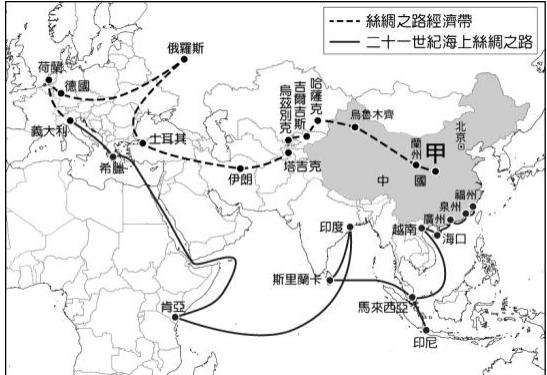 絲綢之路經濟帶
二十一世紀海上絲綢之路
俄羅斯
荷蘭
德國
義大利
希臘
土耳其
伊朗
烏茲別克
吉爾吉斯
哈薩克
塔吉克
烏魯木齊
蘭州
甲
北京
中國
福州
泉州
廣州
海口
越南
印度
斯里蘭卡
馬來西亞
印尼
肯亞